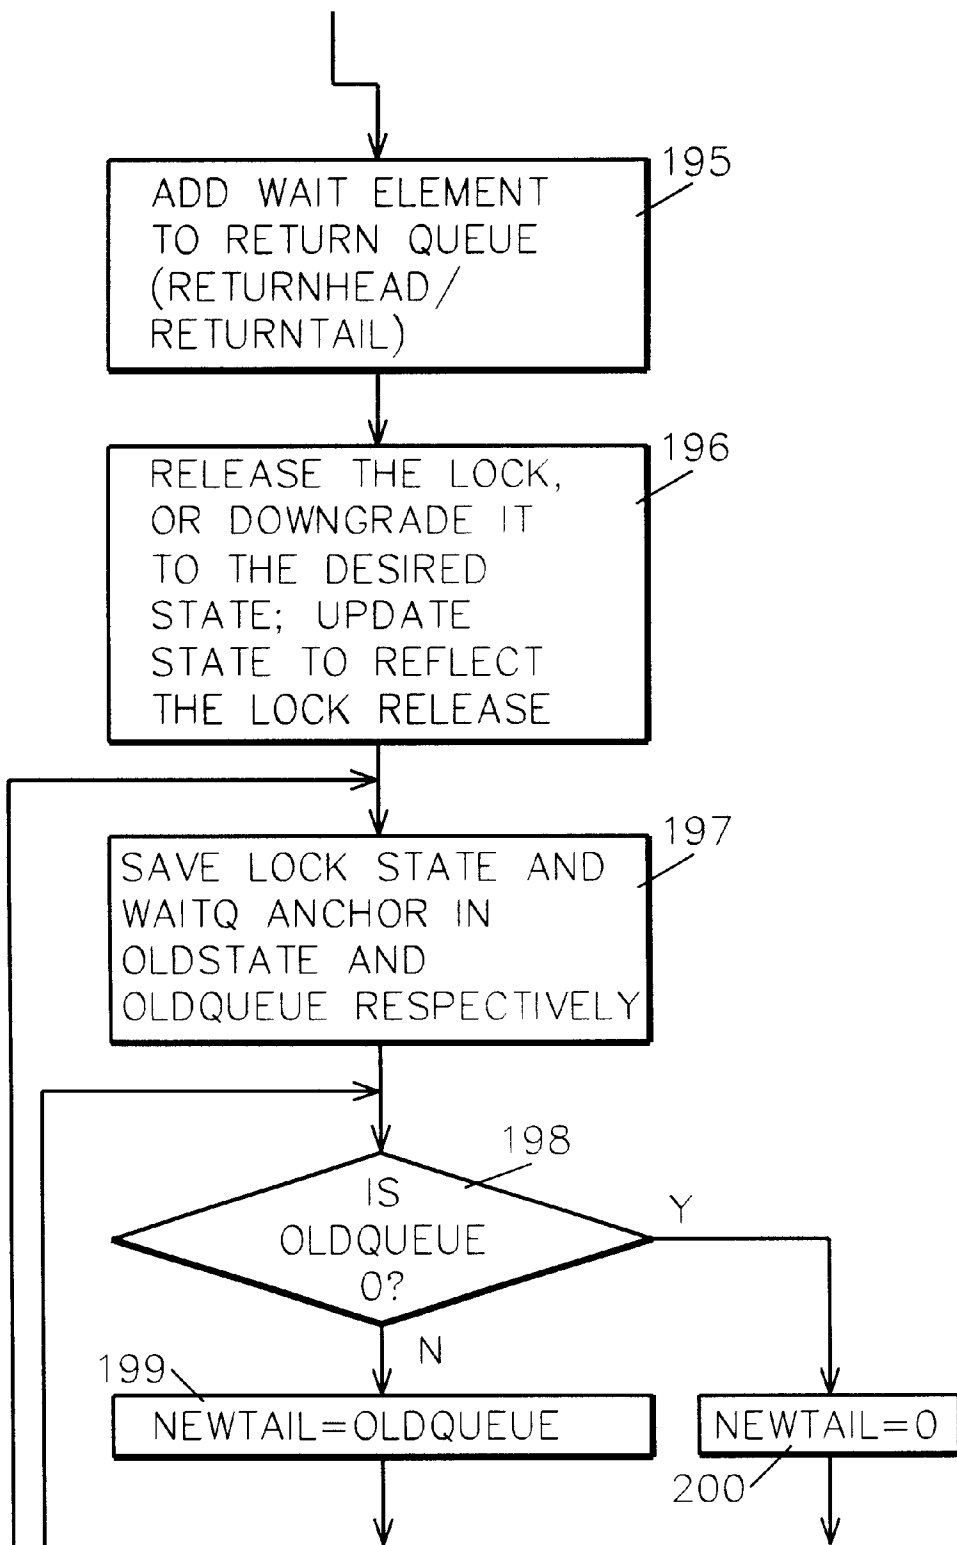 195
ADD WAIT ELEMENT
TO RETURN QUEUE
(RETURNHEAD/
RETURNTAIL)
196
RELEASE THE LOCK,
OR DOWNGRADE IT
TO THE DESIRED
STATE; UPDATE
STATE TO REFLECT
THE LOCK RELEASE
197
SAVE LOCK STATE AND
WAITQ ANCHOR IN
OLDSTATE AND
OLDQUEUE RESPECTIVELY
198
IS
OLDQUEUE
0?
Y
N
199
NEWTAIL=OLDQUEUE
NEWTAIL=0
200